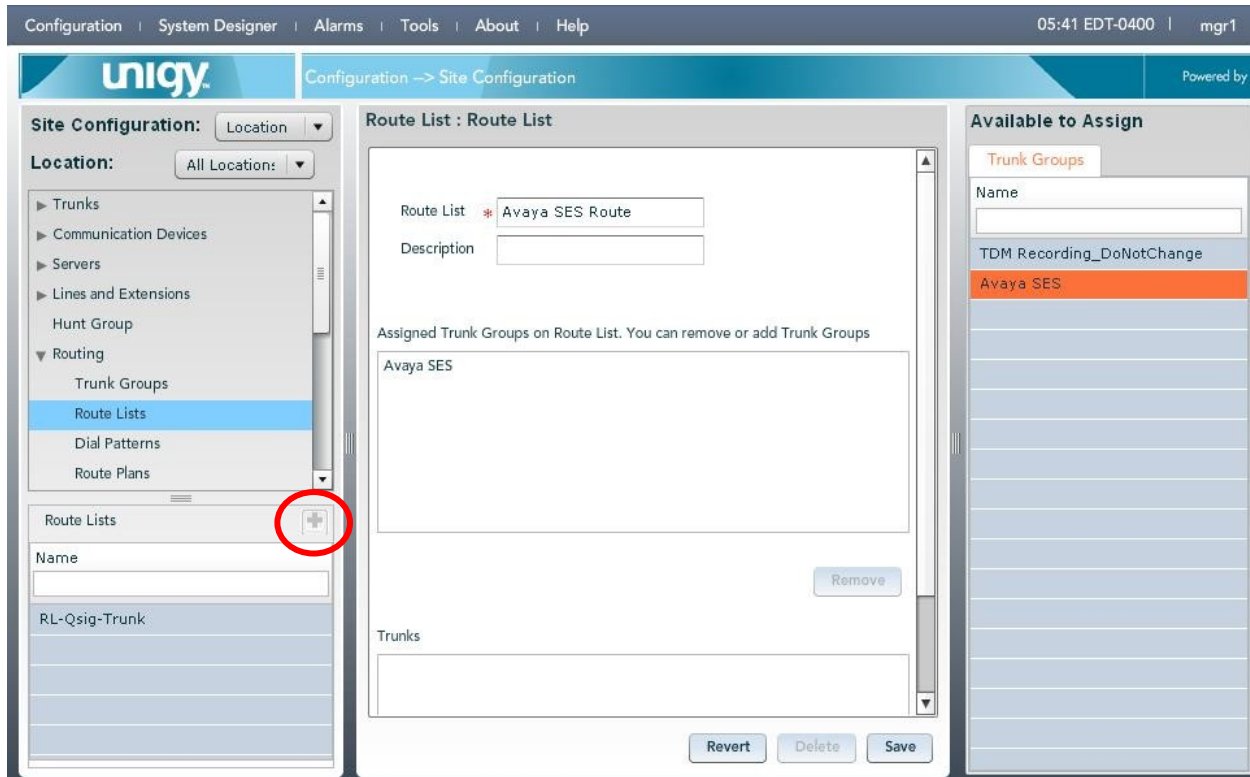 Configuration | System Designer | Alarms | Tools | About | Help 05:41 EDT-0400 | mgr1
unigy™ Configuration --> Site Configuration Powered by
Site Configuration: Location
Location: All Locations
Trunks
Communication Devices
Servers
Lines and Extensions
Hunt Group
Routing
Trunk Groups
Route Lists
Dial Patterns
Route Plans
Route Lists
Name
RL-Qsig-Trunk
Route List : Route List
Route List * Avaya SES Route
Description
Assigned Trunk Groups on Route List. You can remove or add Trunk Groups
Avaya SES
Remove
Trunks
Revert Delete Save
Available to Assign
Trunk Groups
Name
TDM Recording_DoNotChange
Avaya SES